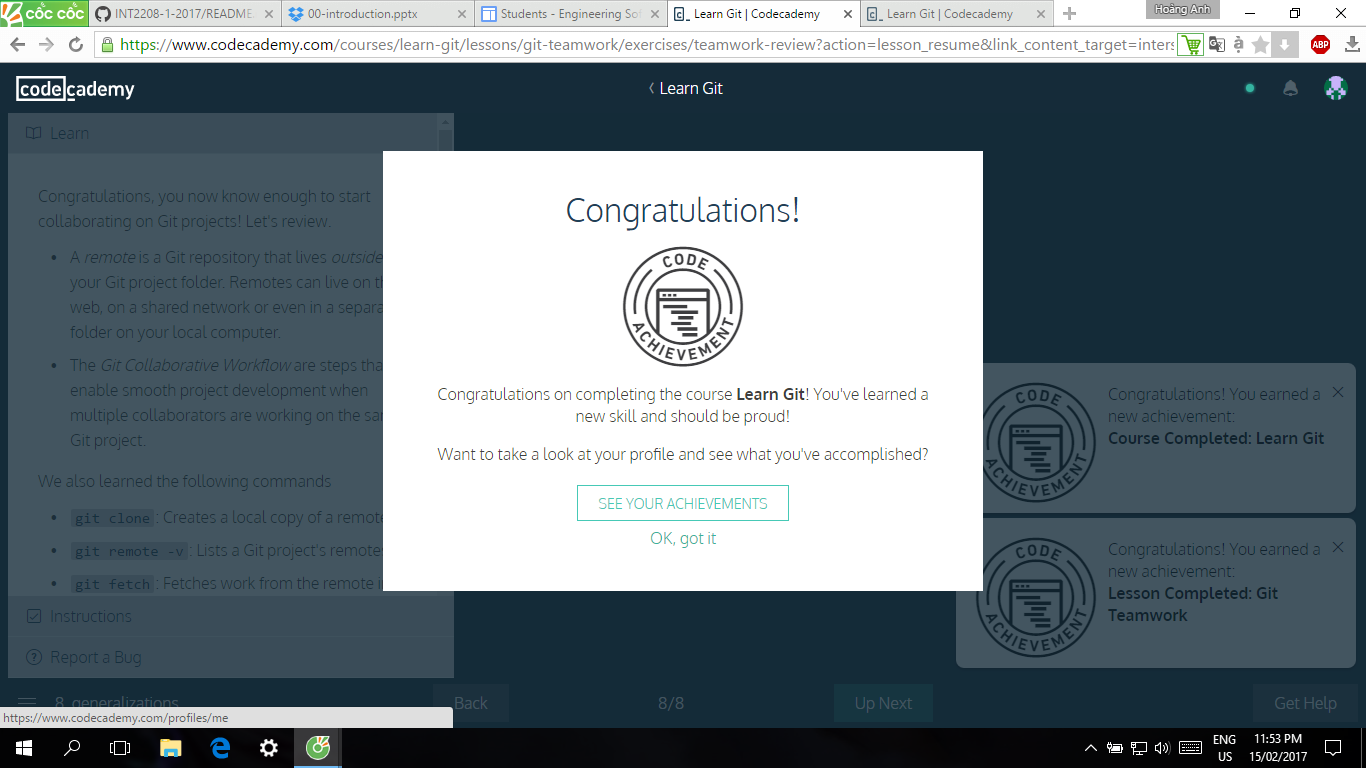 cốc cốc
INT2208-1-2017/README.
00-introduction.pptx
Students - Engineering Sof
Learn Git | Codecademy
Learn Git | Codecademy
Hoàng Anh
https://www.codecademy.com/courses/learn-git/lessons/git-teamwork/exercises/teamwork-review?action=lesson_resume&link_content_target=inters
ABP
codecademy
Learn Git
Learn
Congratulations, you now know enough to start
collaborating on Git projects! Let's review.
• A remote is a Git repository that lives outside
your Git project folder. Remotes can live on th
web, on a shared network or even in a separa
folder on your local computer.
• The Git Collaborative Workflow are steps tha
enable smooth project development when
multiple collaborators are working on the sa
Git project.
We also learned the following commands
• git clone: Creates a local copy of a remote
• git remote -v: Lists a Git project's remotes
• git fetch: Fetches work from the remote in
Instructions
Report a Bug
Congratulations!
CODE
ACHIEVEMENT
Congratulations on completing the course Learn Git! You've learned a
new skill and should be proud!
Want to take a look at your profile and see what you've accomplished?
SEE YOUR ACHIEVEMENTS
OK, got it
CODE
ACHIEVEMENT
Congratulations! You earned a
new achievement:
Course Completed: Learn Git
CODE
ACHIEVEMENT
Congratulations! You earned a
new achievement:
Lesson Completed: Git
Teamwork
8. generalizations
Back
8/8
Up Next
Get Help
https://www.codecademy.com/profiles/me
ENG
US
11:53 PM
15/02/2017